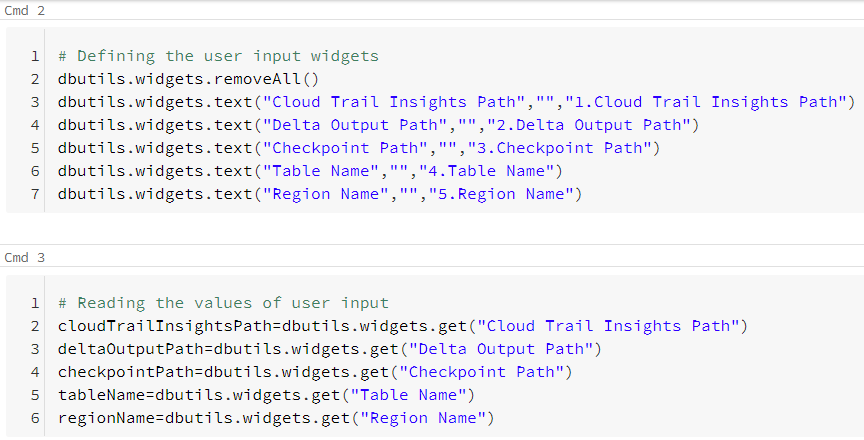 Cmd 2
1 # Defining the user input widgets
2 dbutils.widgets.removeAll()
3 dbutils.widgets.text("Cloud Trail Insights Path","","1.Cloud Trail Insights Path")
4 dbutils.widgets.text("Delta Output Path","","2.Delta Output Path")
5 dbutils.widgets.text("Checkpoint Path","","3.Checkpoint Path")
6 dbutils.widgets.text("Table Name","","4.Table Name")
7 dbutils.widgets.text("Region Name","","5.Region Name")
Cmd 3
1 # Reading the values of user input
2 cloudTrailInsightsPath=dbutils.widgets.get("Cloud Trail Insights Path")
3 deltaOutputPath=dbutils.widgets.get("Delta Output Path")
4 checkpointPath=dbutils.widgets.get("Checkpoint Path")
5 tableName=dbutils.widgets.get("Table Name")
6 regionName=dbutils.widgets.get("Region Name")